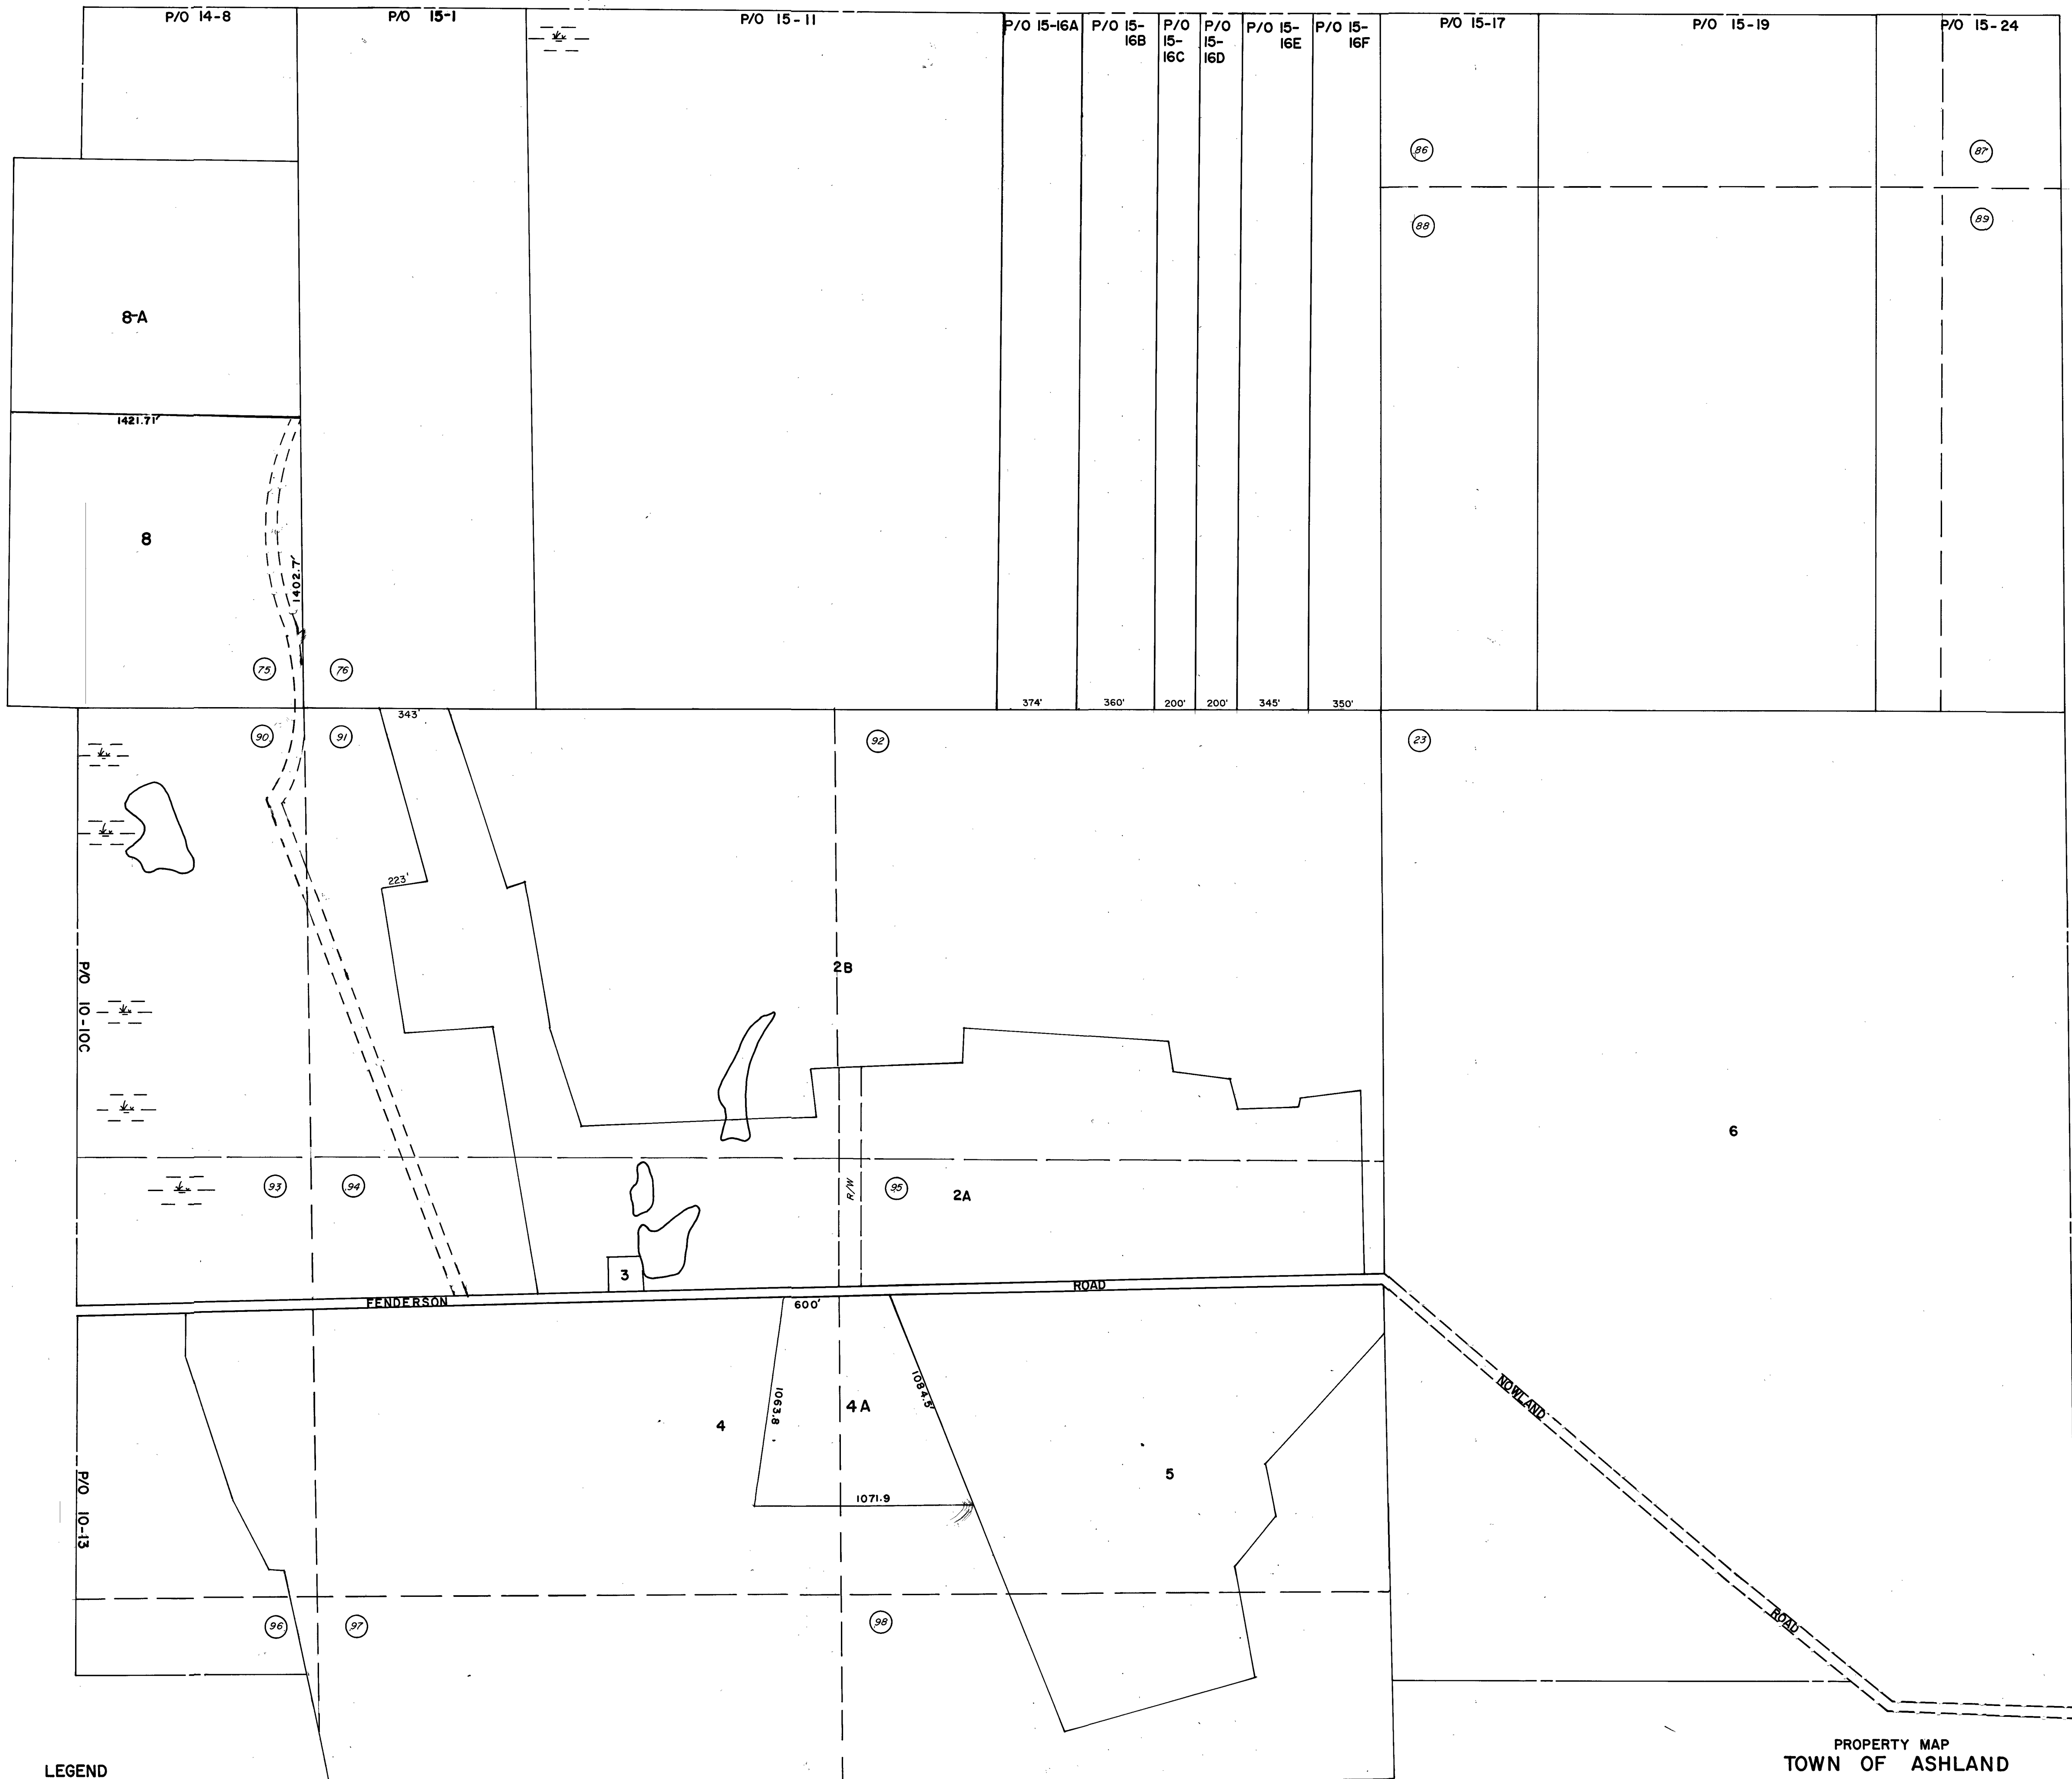 P/O 14-8
P/O 15-1
P/O 15-11
P/O 15-16A
P/O 15-
16B
P/O
15-
16C
P/O
15-
16D
P/O 15-
16E
P/O 15-
16F
P/O 15-17
P/O 15-19
P/O 15-24
86
87
88
89
8-A
1421.71'
8
1402.7'
75
76
374'
360'
200'
200'
345'
350'
343'
90
91
92
23
223'
2B
P/O 10-10C
6
93
94
R/W
95
2A
3
FENDERSON
ROAD
600'
NOWLAND
ROAD
1063.8
4A
1084.5'
4
5
1071.9
P/O 10-13
96
97
98
LEGEND
PROPERTY MAP
TOWN OF ASHLAND